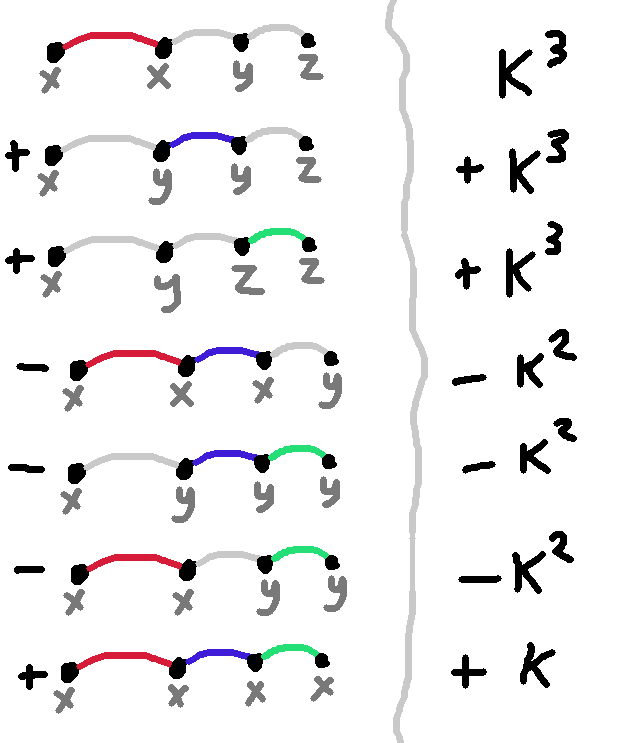 x x y z K³
+ x y y z + K³
+ x y z z + K³
- x x x y - K²
- x y y y - K²
- x x y y - K²
+ x x x x + K